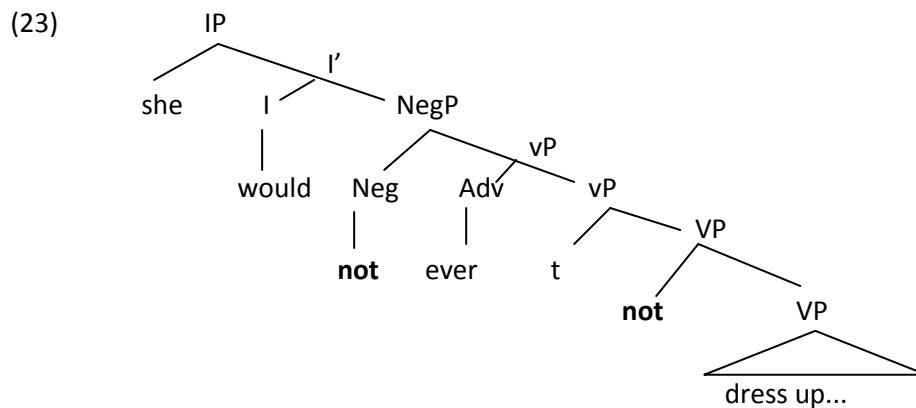 (23) IP
I’
she I NegP
vP
would Neg Adv vP
VP
not ever t
not VP
dress up...